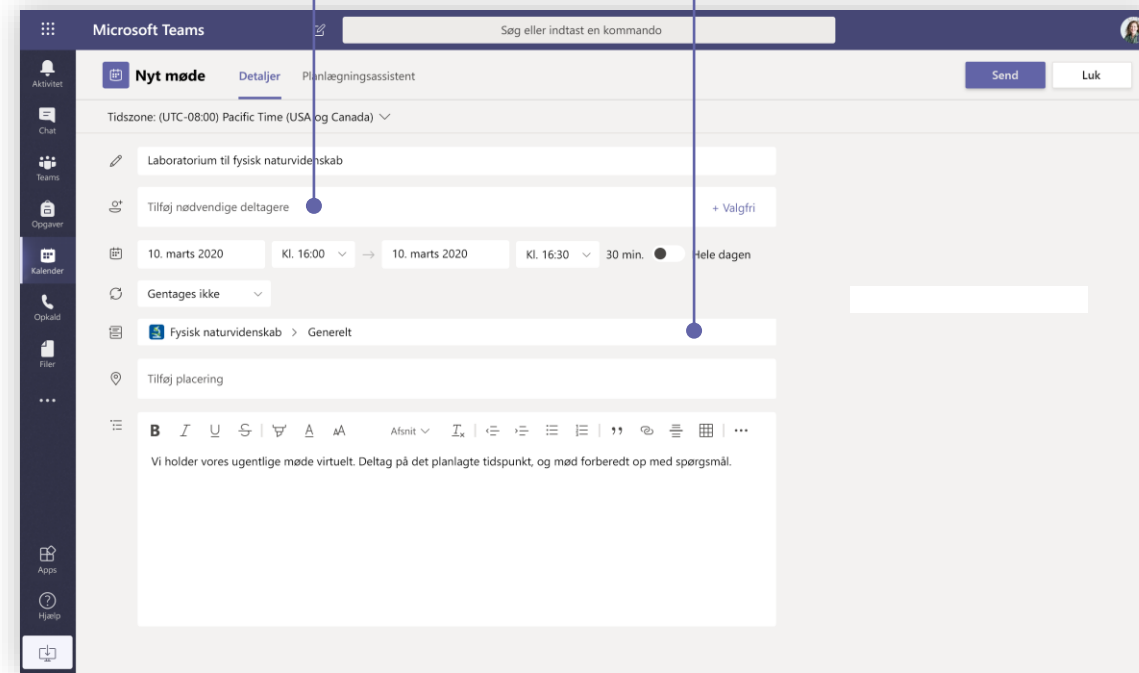 Microsoft Teams
Søg eller indtast en kommando
Aktivitet
Chat
Teams
Opgaver
Kalender
Opkald
Filer
Apps
Hjælp
Nyt møde
Detaljer
Planlægningsassistent
Send
Luk
Tidszone: (UTC-08:00) Pacific Time (USA og Canada)
Laboratorium til fysisk naturvidenskab
Tilføj nødvendige deltagere
+ Valgfri
10. marts 2020 Kl. 16:00 → 10. marts 2020 Kl. 16:30 30 min. Hele dagen
Gentages ikke
Fysisk naturvidenskab > Generelt
Tilføj placering
Afsnit
Vi holder vores ugentlige møde virtuelt. Deltag på det planlagte tidspunkt, og mød forberedt op med spørgsmål.